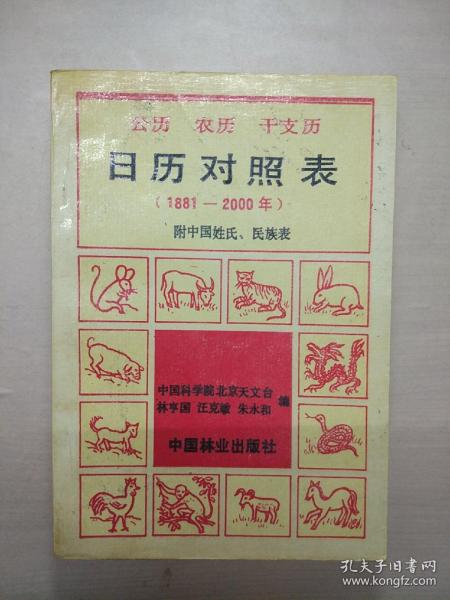 公历 农历 干支历
日历对照表
（1881—2000年）
附中国姓氏、民族表
中国科学院北京天文台
林亨国 汪克敏 朱永和 编
中国林业出版社
孔夫子旧书网
www.kongfz.com